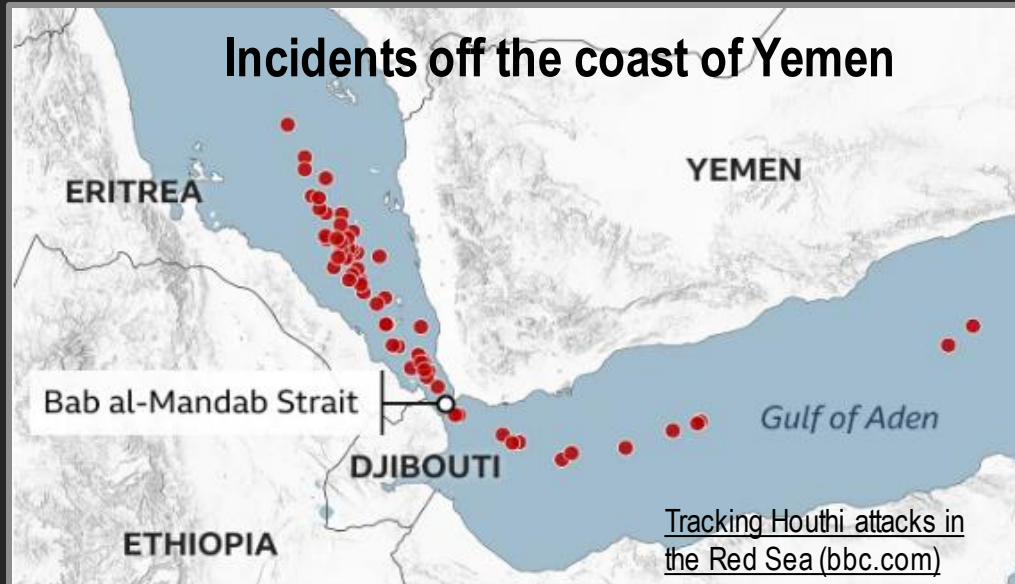 Incidents off the coast of Yemen
ERITREA
YEMEN
Bab al-Mandab Strait
Gulf of Aden
DJIBOUTI
ETHIOPIA
Tracking Houthi attacks in
the Red Sea (bbc.com)